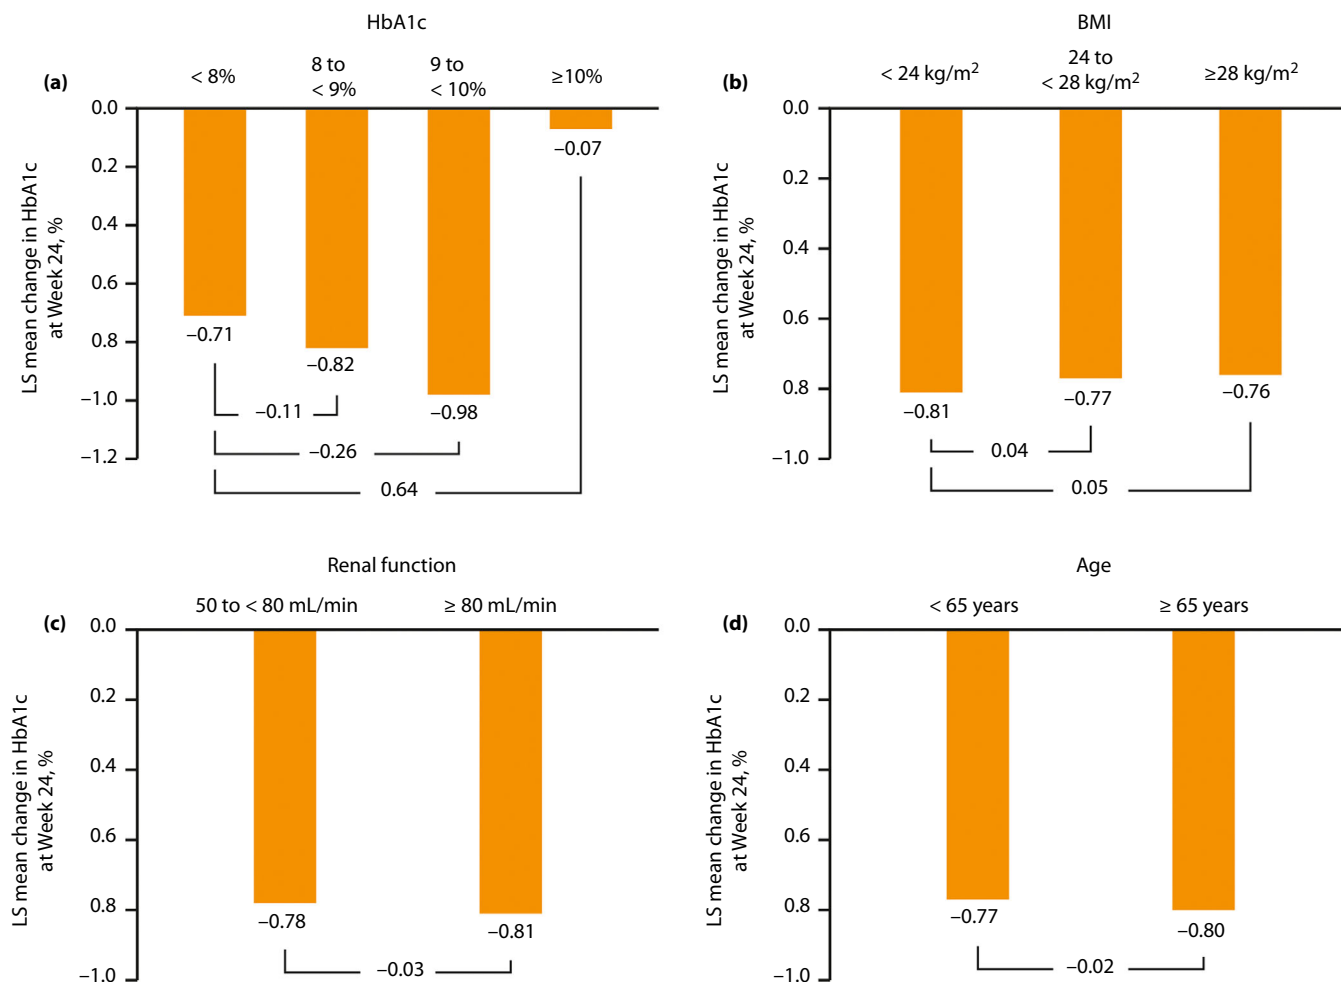 HbA1c
(a)
< 8%
8 to
< 9%
9 to
< 10%
≥10%
LS mean change in HbA1c
at Week 24, %
0.0
0.2
0.4
0.6
0.8
−1.0
−1.2
−0.71
−0.82
−0.98
−0.07
−0.11
−0.26
0.64
BMI
(b)
< 24 kg/m²
24 to
< 28 kg/m²
≥28 kg/m²
LS mean change in HbA1c
at Week 24, %
0.0
0.2
0.4
0.6
0.8
−1.0
−0.81
−0.77
−0.76
0.04
0.05
Renal function
(c)
50 to < 80 mL/min
≥ 80 mL/min
LS mean change in HbA1c
at Week 24, %
0.0
0.2
0.4
0.6
0.8
−1.0
−0.78
−0.81
−0.03
Age
(d)
< 65 years
≥ 65 years
LS mean change in HbA1c
at Week 24, %
0.0
0.2
0.4
0.6
0.8
−1.0
−0.77
−0.80
−0.02